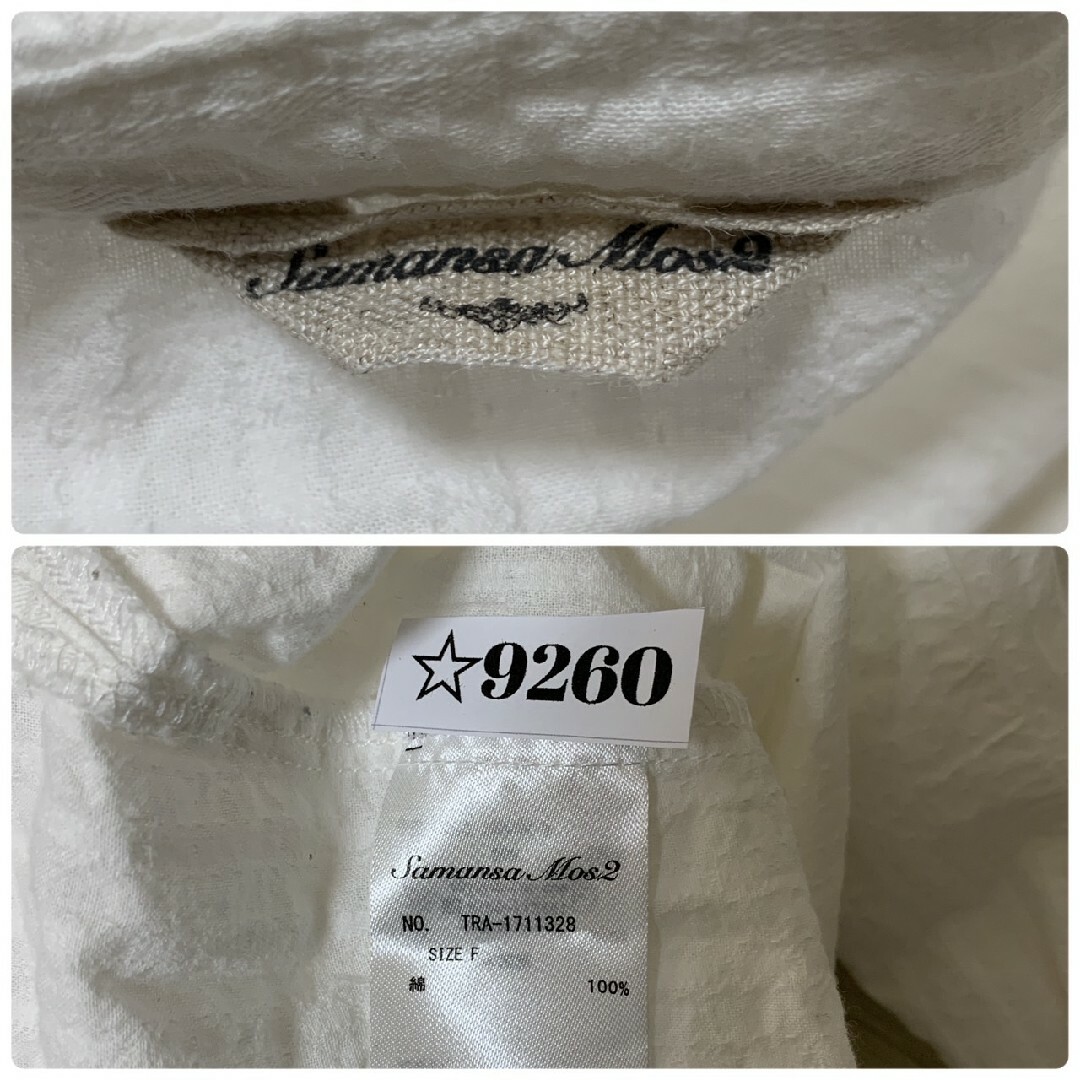 Samansa Mos2
☆9260
Samansa Mos2
NO. TRA-1711328
SIZE F
綿 100%